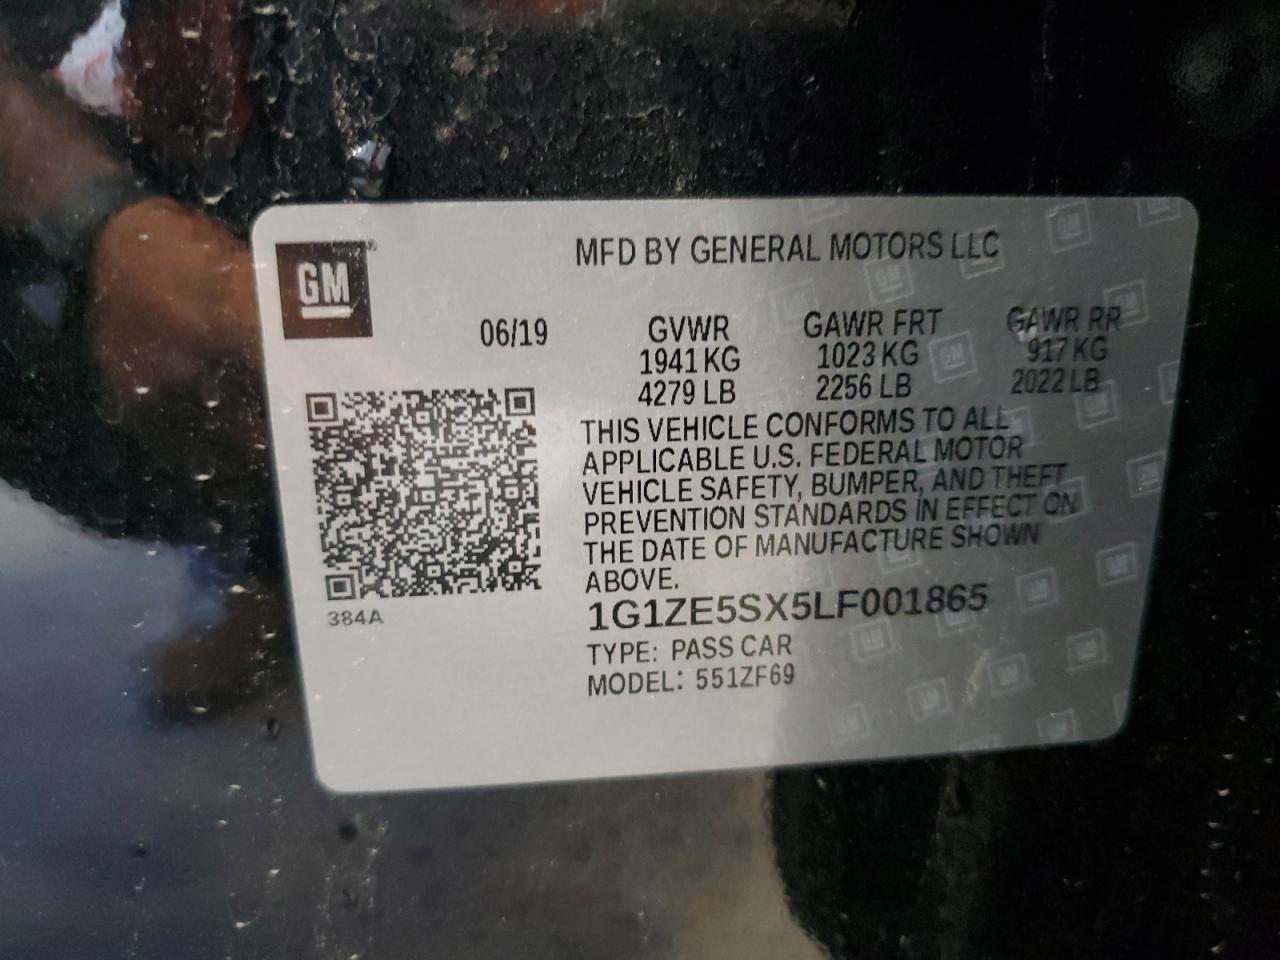 GM
MFD BY GENERAL MOTORS LLC
06/19
GVWR GAWR FRT GAWR RR
1941 KG 1023 KG 917 KG
4279 LB 2256 LB 2022 LB
THIS VEHICLE CONFORMS TO ALL
APPLICABLE U.S. FEDERAL MOTOR
VEHICLE SAFETY, BUMPER, AND THEFT
PREVENTION STANDARDS IN EFFECT ON
THE DATE OF MANUFACTURE SHOWN
ABOVE.
384A
1G1ZE5SX5LF001865
TYPE: PASS CAR
MODEL: 551ZF69